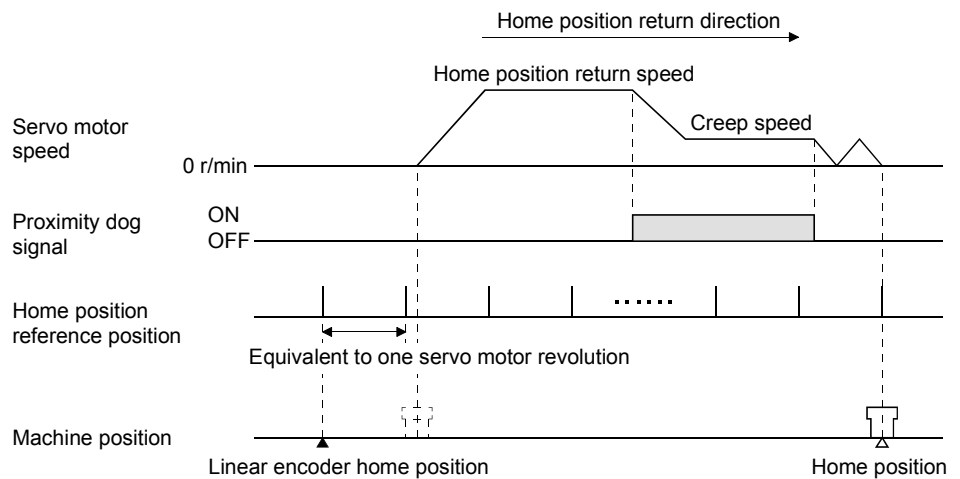 Home position return direction
Home position return speed
Servo motor
speed
Creep speed
0 r/min
Proximity dog
signal
ON
OFF
Home position
reference position
Equivalent to one servo motor revolution
Machine position
Linear encoder home position
Home position